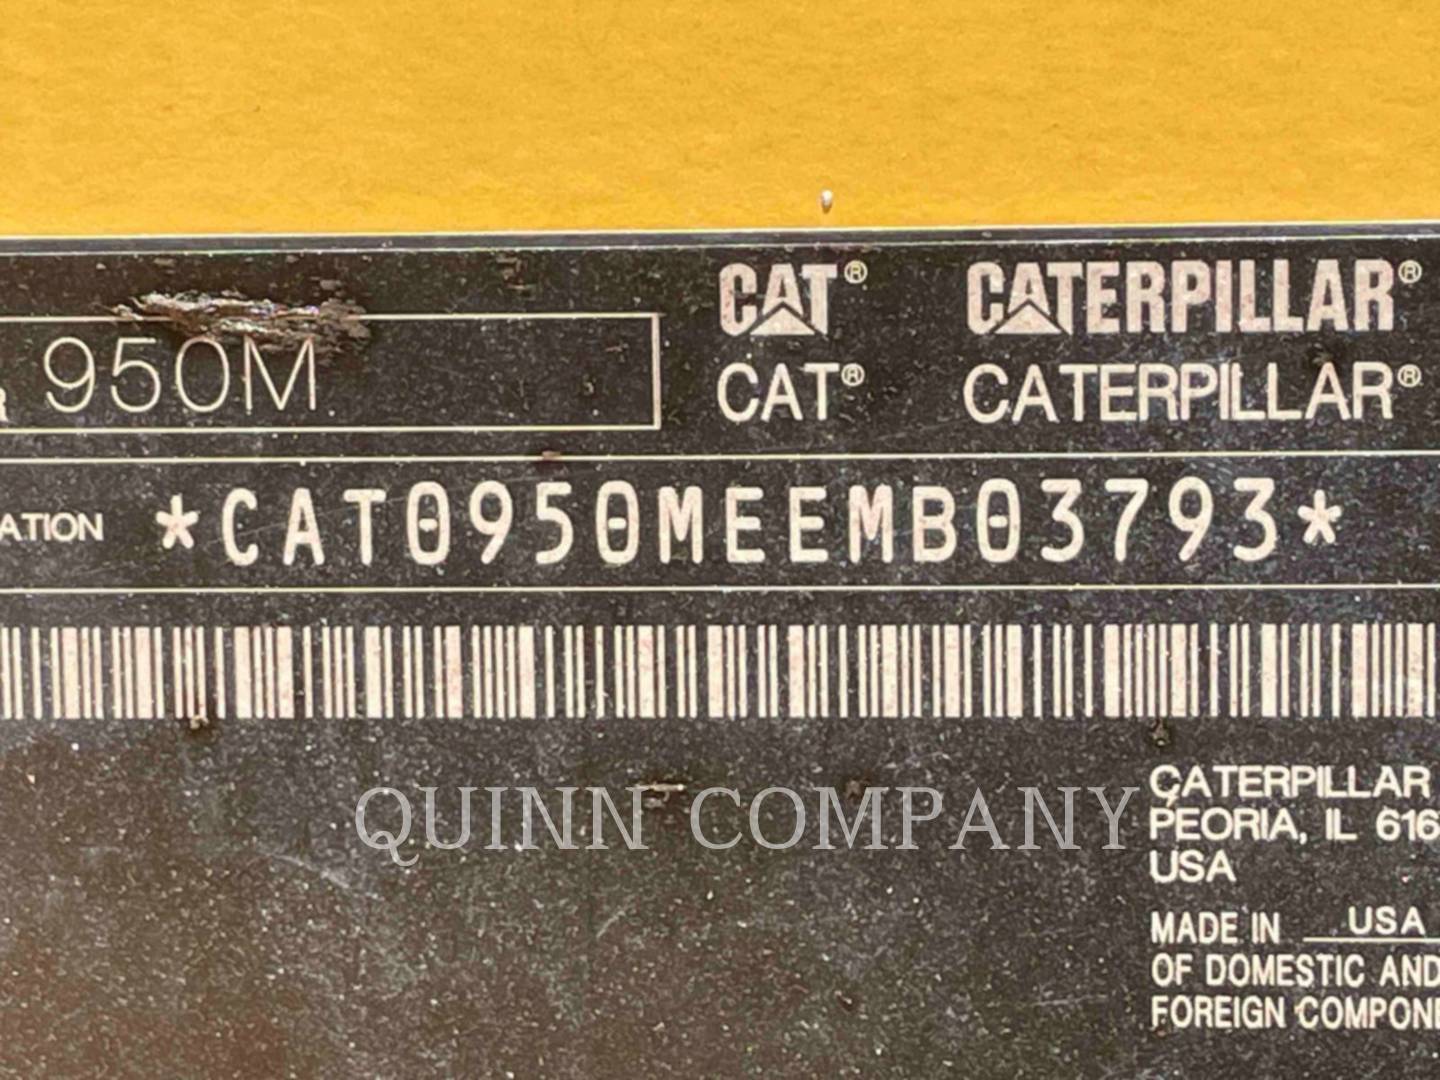 CAT® CATERPILLAR®
R 950M CAT® CATERPILLAR®
ATION *CAT0950MEEMB03793*
CATERPILLAR
QUINN COMPANY
PEORIA, IL 616
USA
MADE IN USA
OF DOMESTIC AND
FOREIGN COMPONE